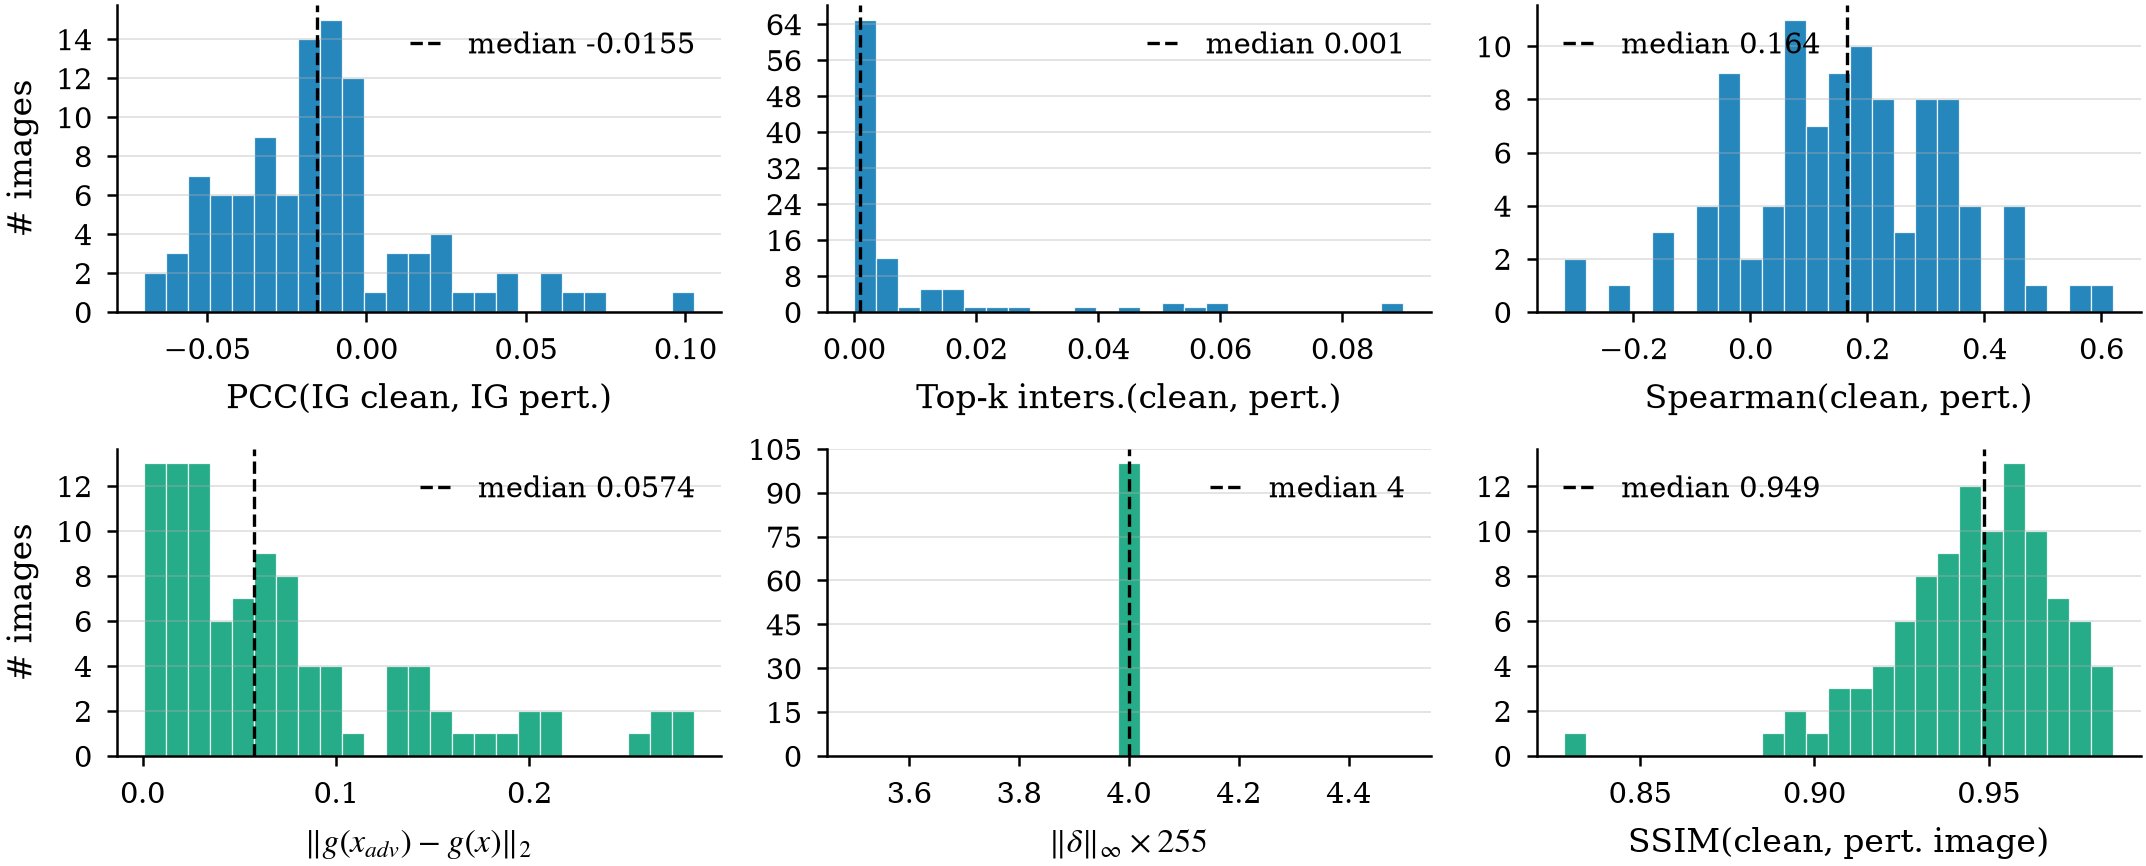 # images
14
12
10
8
6
4
2
0
median -0.0155
−0.05 0.00 0.05 0.10
PCC(IG clean, IG pert.)
64
56
48
40
32
24
16
8
0
median 0.001
0.00 0.02 0.04 0.06 0.08
Top-k inters.(clean, pert.)
10
8
6
4
2
0
median 0.164
−0.2 0.0 0.2 0.4 0.6
Spearman(clean, pert.)
# images
12
10
8
6
4
2
0
median 0.0574
0.0 0.1 0.2
‖g(x_adv) − g(x)‖₂
105
90
75
60
45
30
15
0
median 4
3.6 3.8 4.0 4.2 4.4
‖δ‖∞ × 255
12
10
8
6
4
2
0
median 0.949
0.85 0.90 0.95
SSIM(clean, pert. image)